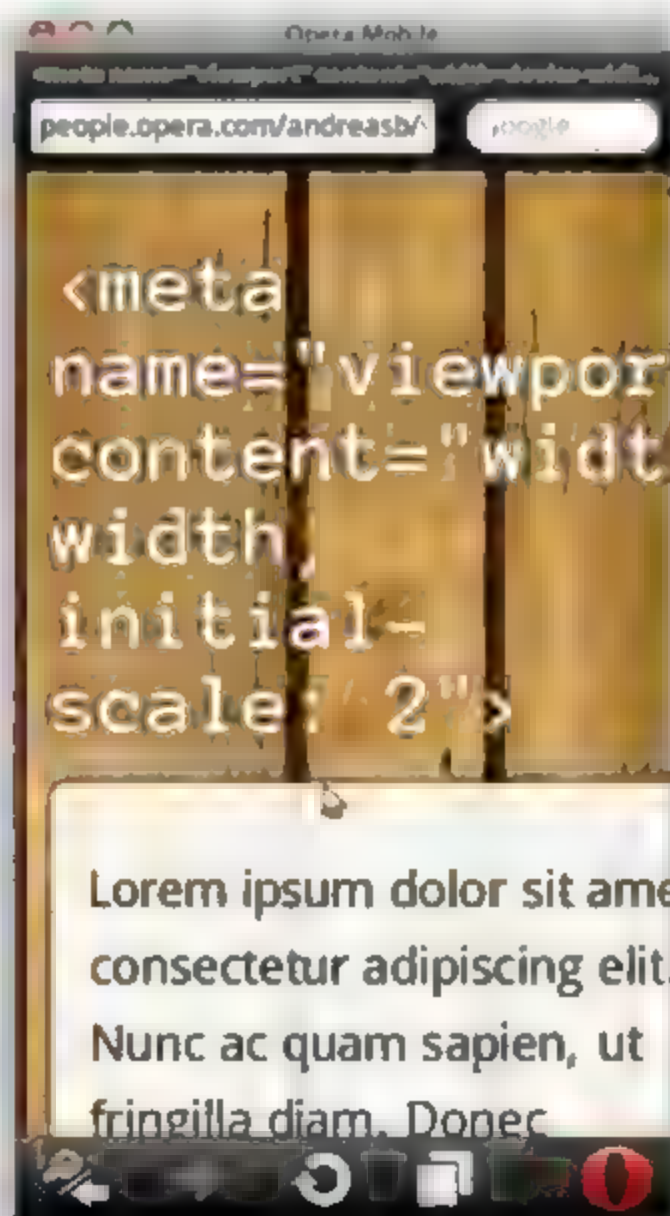 Opera Mobile
people.opera.com/andreasb/
<meta
name="viewpor
content="widt
width,
initial-
scale: 2">
Lorem ipsum dolor sit ame
consectetur adipiscing elit.
Nunc ac quam sapien, ut
fringilla diam. Donec